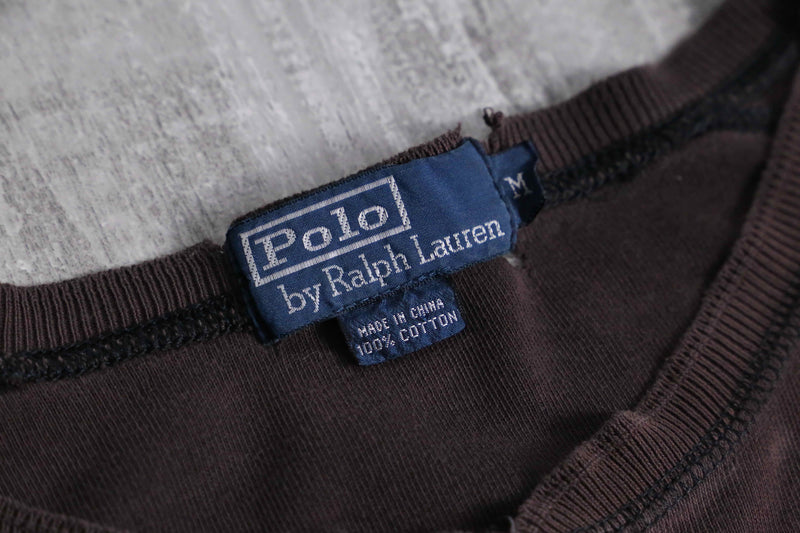 Polo
by Ralph Lauren
M
MADE IN CHINA
100% COTTON